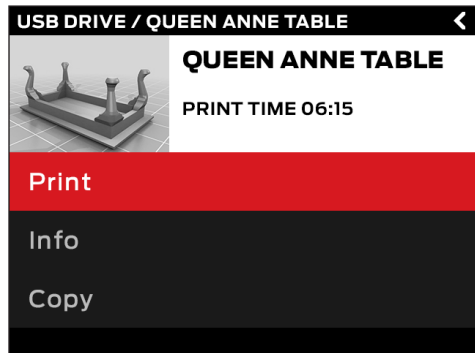 USB DRIVE / QUEEN ANNE TABLE
QUEEN ANNE TABLE
PRINT TIME 06:15
Print
Info
Copy